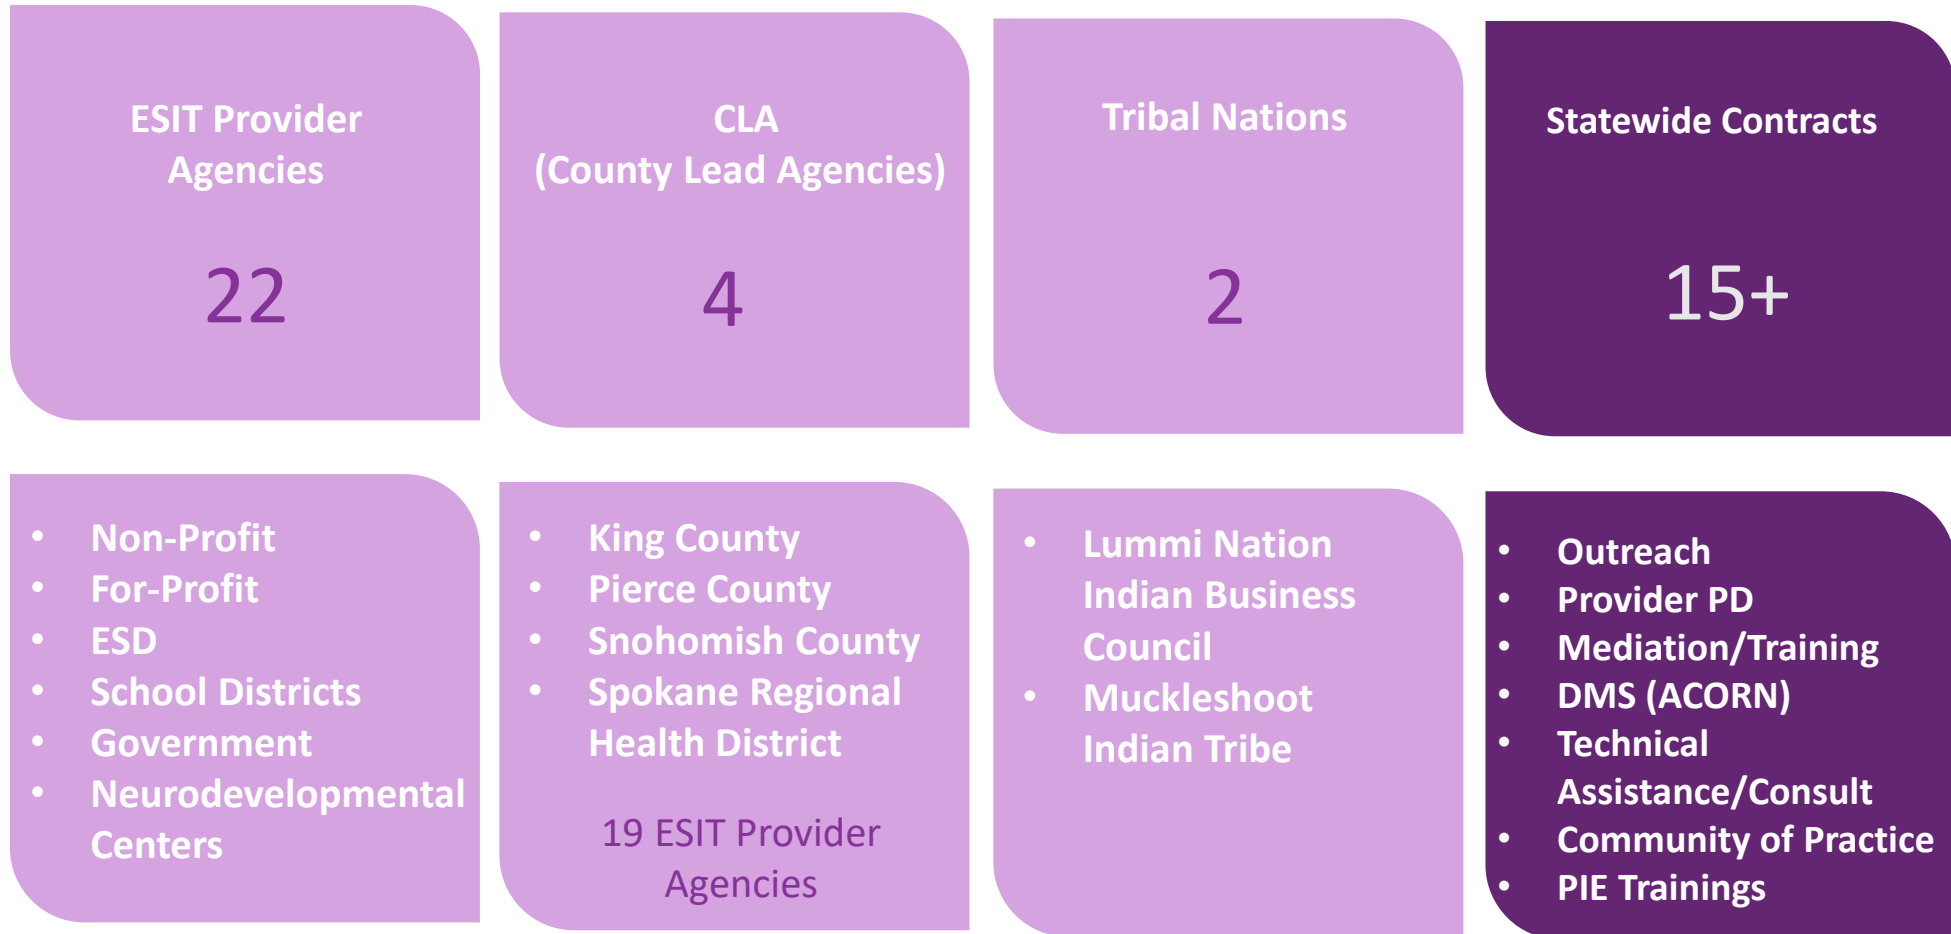 ESIT Provider
Agencies
22
CLA
(County Lead Agencies)
4
Tribal Nations
2
Statewide Contracts
15+
• Non-Profit
• For-Profit
• ESD
• School Districts
• Government
• Neurodevelopmental
Centers
• King County
• Pierce County
• Snohomish County
• Spokane Regional
Health District
19 ESIT Provider
Agencies
• Lummi Nation
Indian Business
Council
• Muckleshoot
Indian Tribe
• Outreach
• Provider PD
• Mediation/Training
• DMS (ACORN)
• Technical
Assistance/Consult
• Community of Practice
• PIE Trainings